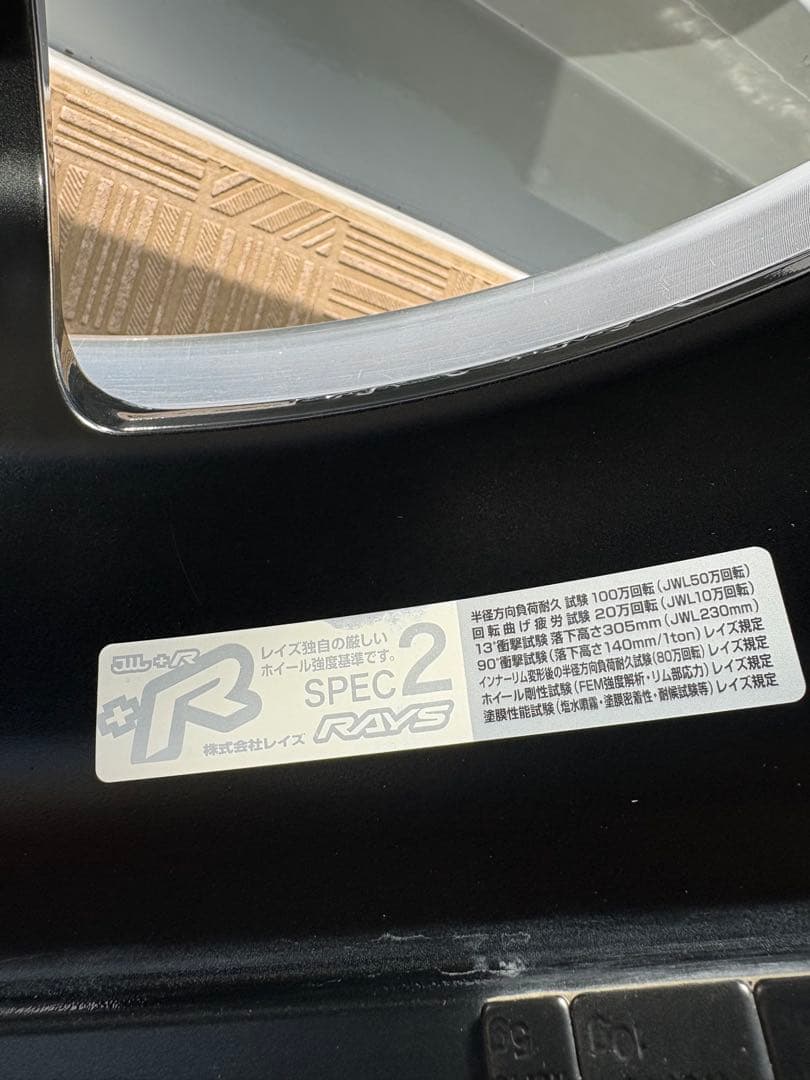 JWL+R
+R
レイズ独自の厳しい
ホイール強度基準です。
SPEC2
株式会社レイズ
RAYS
半径方向負荷耐久 試験 100万回転(JWL50万回転)
回転曲げ疲労 試験 20万回転(JWL10万回転)
13°衝撃試験 落下高さ305mm(JWL230mm)
90°衝撃試験(落下高さ140mm/1ton)レイズ規定
インナーリム変形後の半径方向負荷耐久試験(80万回転)レイズ規定
ホイール剛性試験(FEM強度解析・リム部応力)レイズ規定
塗膜性能試験(塩水噴霧・塗膜密着性・耐候試験等)レイズ規定
5g
10g